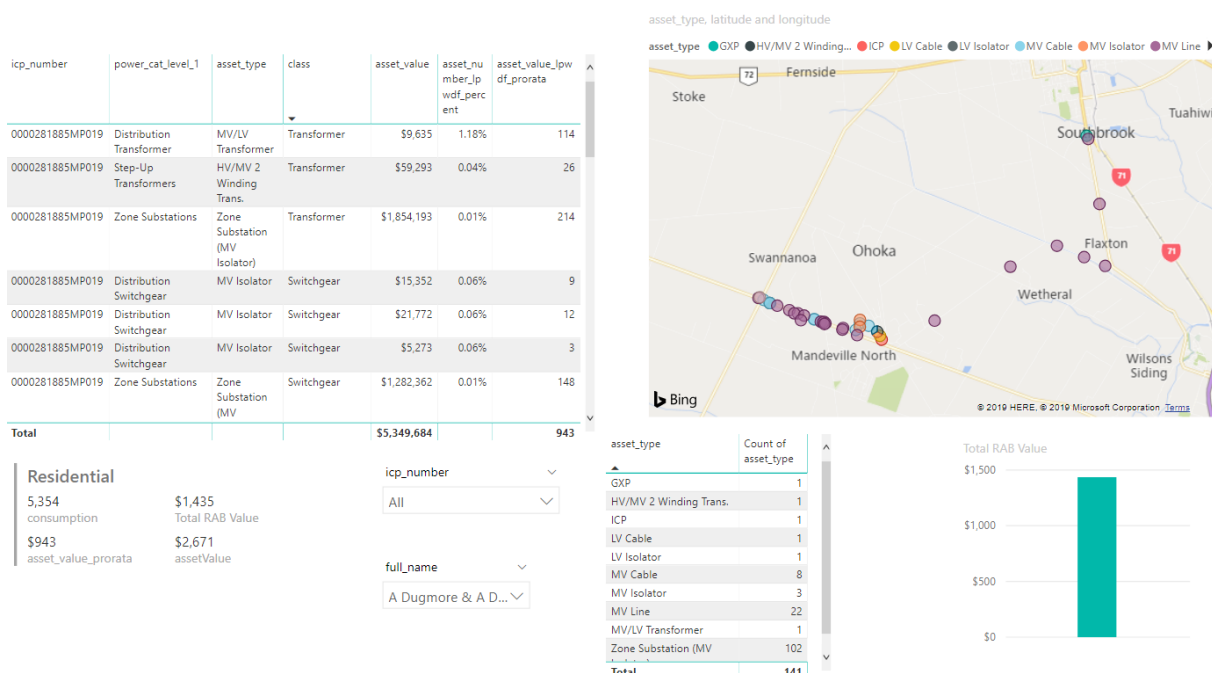 asset_type, latitude and longitude
asset_type GXP HV/MV 2 Winding... ICP LV Cable LV Isolator MV Cable MV Isolator MV Line
72
Fernside
Stoke
Tuahiwi
Southbrook
71
Flaxton
71
Ohoka
Swannanoa
Wetheral
Mandeville North
Wilsons
Siding
Bing
© 2019 HERE, © 2019 Microsoft Corporation Terms
icp_number power_cat_level_1 asset_type class asset_value asset_nu asset_value_lpw
mber_lp df_prorata
wdf_perc
ent
0000281885MP019 Distribution MV/LV Transformer $9,635 1.18% 114
Transformer Transformer
0000281885MP019 Step-Up HV/MV 2 Transformer $59,293 0.04% 26
Transformers Winding
Trans.
0000281885MP019 Zone Substations Zone Transformer $1,854,193 0.01% 214
Substation
(MV
Isolator)
0000281885MP019 Distribution MV Isolator Switchgear $15,352 0.06% 9
Switchgear
0000281885MP019 Distribution MV Isolator Switchgear $21,772 0.06% 12
Switchgear
0000281885MP019 Distribution MV Isolator Switchgear $5,273 0.06% 3
Switchgear
0000281885MP019 Zone Substations Zone Switchgear $1,282,362 0.01% 148
Substation
(MV
Total $5,349,684 943
Residential
5,354 $1,435
consumption Total RAB Value
$943 $2,671
asset_value_prorata assetValue
icp_number
All
full_name
A Dugmore & A D...
asset_type Count of
asset_type
GXP 1
HV/MV 2 Winding Trans. 1
ICP 1
LV Cable 1
LV Isolator 1
MV Cable 8
MV Isolator 3
MV Line 22
MV/LV Transformer 1
Zone Substation (MV 102
Total 141
Total RAB Value
$1,500
$1,000
$500
$0